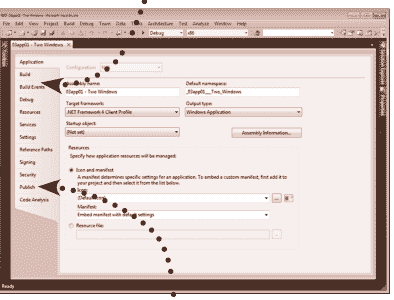 File Edit View Project Build Debug Team Data Tools Architecture Test Analyze Window Help
Debug x86
03app01 - Two Windows
Application
Build
Build Events
Debug
Resources
Services
Settings
Reference Paths
Signing
Security
Publish
Code Analysis
Configuration:
Assembly name:
03app01 - Two Windows
Default namespace:
_03app01___Two_Windows
Target framework:
.NET Framework 4 Client Profile
Output type:
Windows Application
Startup object:
(Not set)
Assembly Information...
Resources
Specify how application resources will be managed:
Icon and manifest
A manifest determines specific settings for an application. To embed a custom manifest, first add it to
your project and then select it from the list below.
Icon:
(Default Icon)
...
Manifest:
Embed manifest with default settings
Resource file:
...
Ready